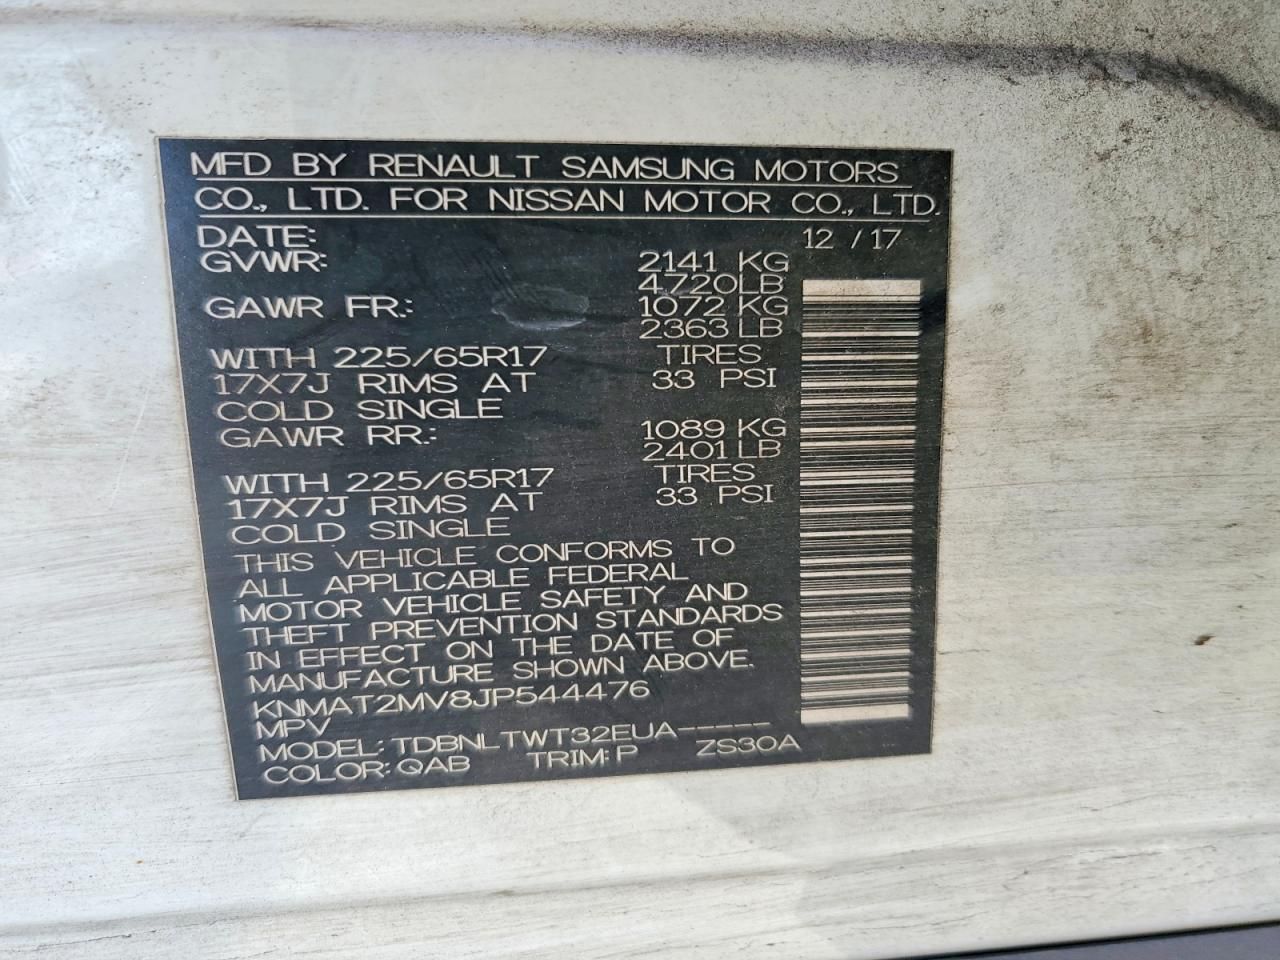 MFD BY RENAULT SAMSUNG MOTORS
CO., LTD. FOR NISSAN MOTOR CO., LTD.
DATE: 12 / 17
GVWR: 2141 KG
4720LB
GAWR FR.: 1072 KG
2363 LB
WITH 225/65R17 TIRES
17X7J RIMS AT 33 PSI
COLD SINGLE
GAWR RR.: 1089 KG
2401 LB
WITH 225/65R17 TIRES
17X7J RIMS AT 33 PSI
COLD SINGLE
THIS VEHICLE CONFORMS TO
ALL APPLICABLE FEDERAL
MOTOR VEHICLE SAFETY AND
THEFT PREVENTION STANDARDS
IN EFFECT ON THE DATE OF
MANUFACTURE SHOWN ABOVE.
KNMAT2MV8JP544476
MPV
MODEL: TDBNLTWT32EUA-----
COLOR: QAB TRIM: P ZS30A